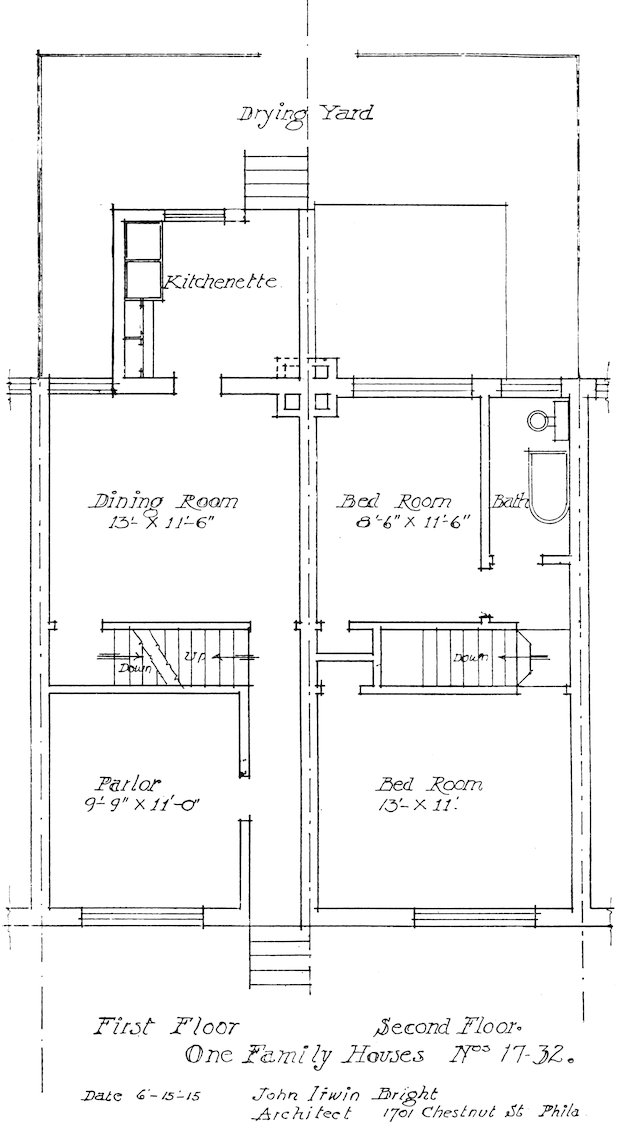 Drying Yard
Kitchenette
Dining Room
13'- X 11'-6"
Bed Room
8'-6" X 11'-6"
Bath
Down
Up
Down
Parlor
9'-9" X 11'-0"
Bed Room
13'- X 11'.
First Floor
Second Floor.
One Family Houses Nos 17-32.
Date 6-15-15
John Irwin Bright
Architect 1701 Chestnut St Phila